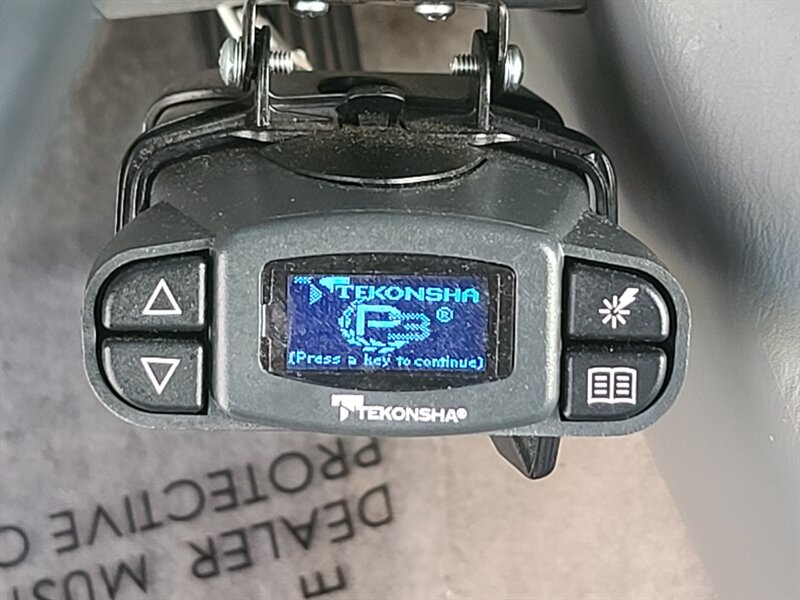 TEKONSHA
P3®
(Press a key to continue)
TEKONSHA®
DEALER MUST
PROTECTIVE